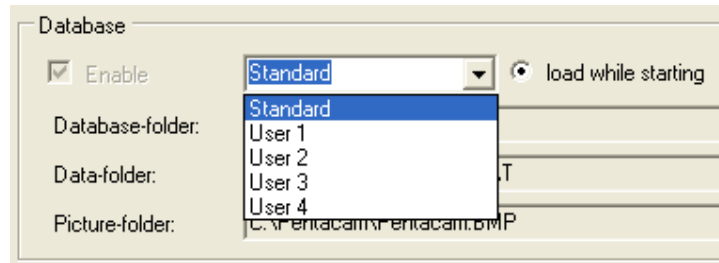 Database
Enable
Standard
load while starting
Standard
User 1
User 2
User 3
User 4
Database-folder:
Data-folder:
.T
Picture-folder:
C:\Pentacam\Pentacam.BMP